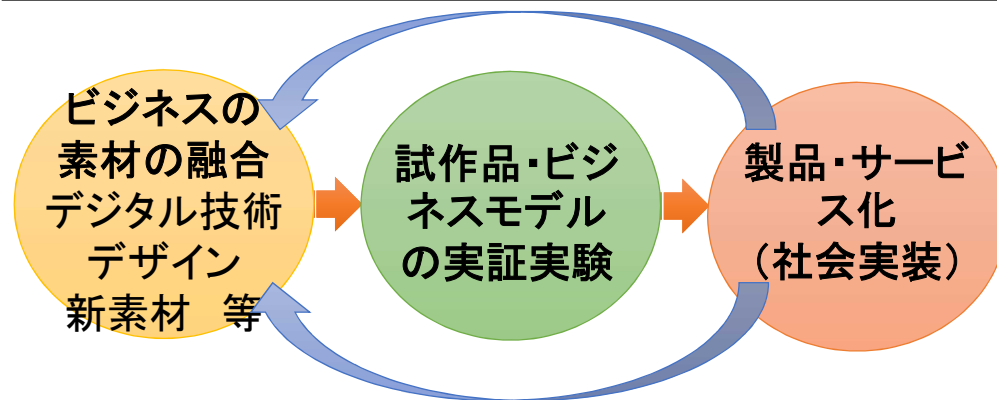 ビジネスの
素材の融合
デジタル技術
デザイン
新素材　等
試作品・ビジ
ネスモデル
の実証実験
製品・サービ
ス化
（社会実装）